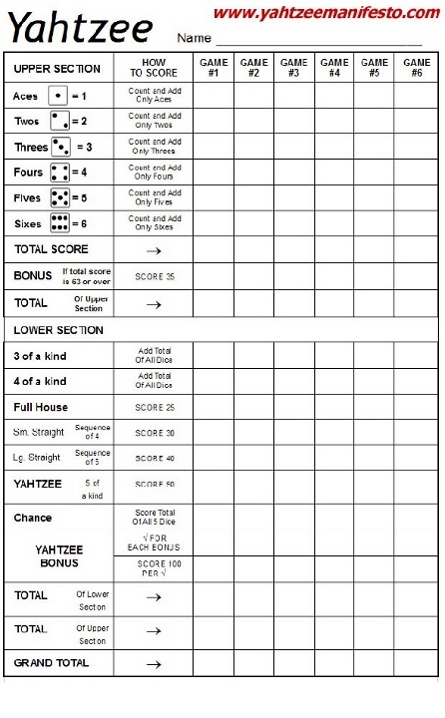 Yahtzee
www.yahtzeemanifesto.com
Name
UPPER SECTION HOW TO SCORE GAME #1 GAME #2 GAME #3 GAME #4 GAME #5 GAME #6
Aces = 1 Count and Add Only Aces
Twos = 2 Count and Add Only Twos
Threes = 3 Count and Add Only Threes
Fours = 4 Count and Add Only Fours
Fives = 5 Count and Add Only Fives
Sixes = 6 Count and Add Only Sixes
TOTAL SCORE →
BONUS If total score is 63 or over SCORE 35
TOTAL Of Upper Section →
LOWER SECTION
3 of a kind Add Total Of All Dice
4 of a kind Add Total Of All Dice
Full House SCORE 25
Sm. Straight Sequence of 4 SCORE 30
Lg. Straight Sequence of 5 SCORE 40
YAHTZEE 5 of a kind SCORE 50
Chance Score Total Of All 5 Dice
YAHTZEE BONUS √ FOR EACH BONUS
SCORE 100 PER √
TOTAL Of Lower Section →
TOTAL Of Upper Section →
GRAND TOTAL →